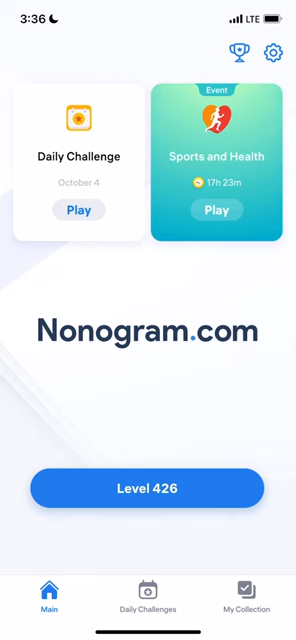 3:36
LTE
Event
Daily Challenge
October 4
Play
Sports and Health
17h 23m
Play
Nonogram.com
Level 426
Main
Daily Challenges
My Collection